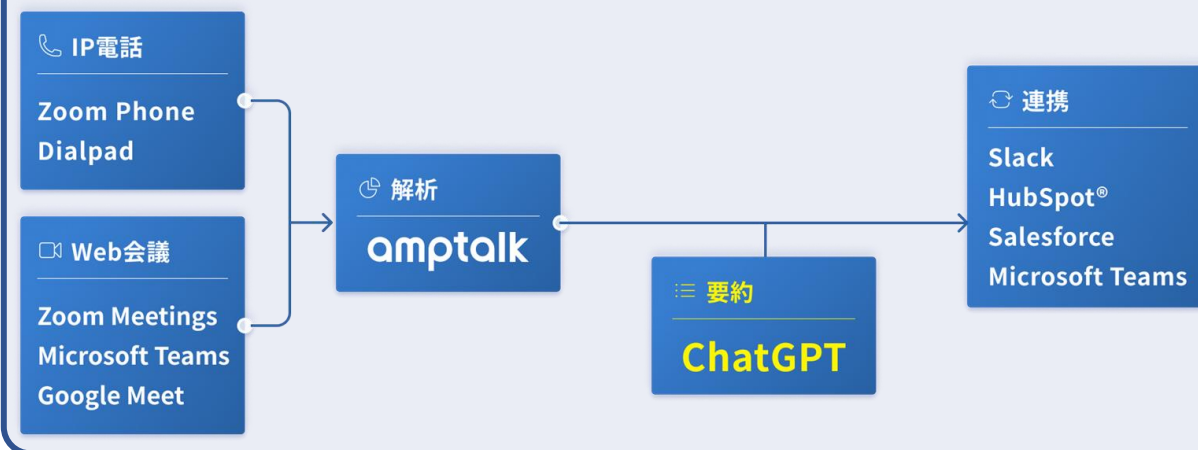 IP電話
Zoom Phone
Dialpad
Web会議
Zoom Meetings
Microsoft Teams
Google Meet
解析
amptalk
要約
ChatGPT
連携
Slack
HubSpot®
Salesforce
Microsoft Teams